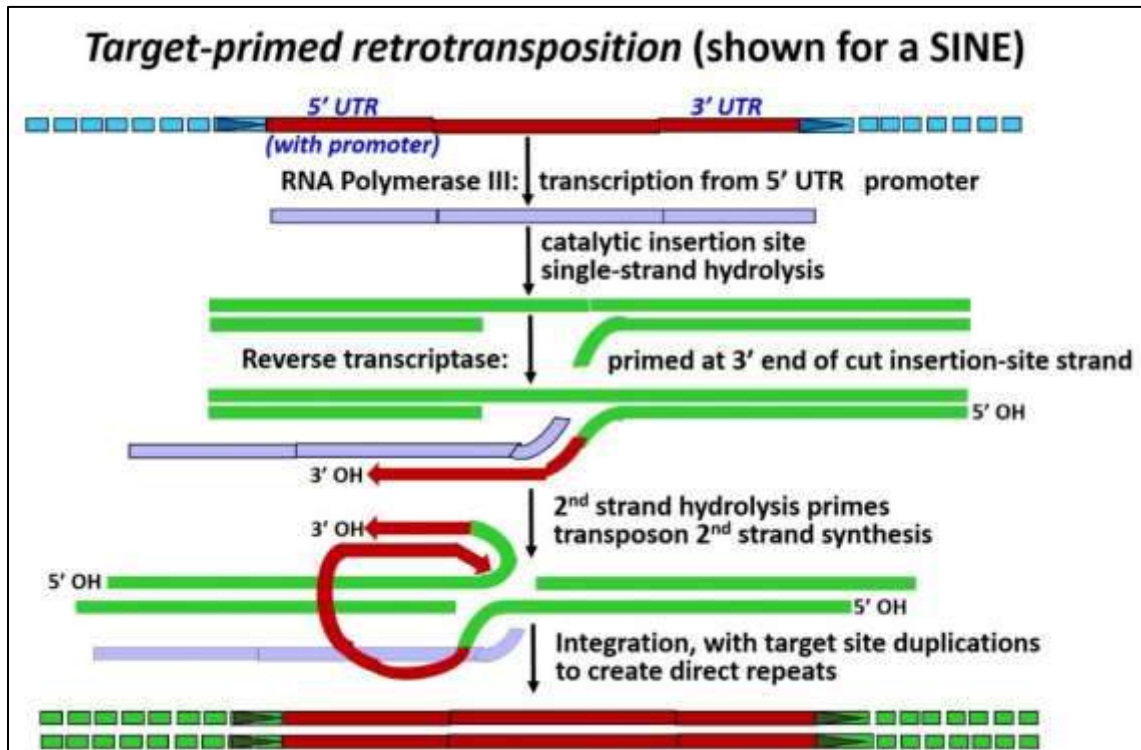 Target-primed retrotransposition (shown for a SINE)
5' UTR 3' UTR
(with promoter)
RNA Polymerase III: transcription from 5' UTR promoter
catalytic insertion site
single-strand hydrolysis
Reverse transcriptase: primed at 3' end of cut insertion-site strand
5' OH
3' OH
2nd strand hydrolysis primes
transposon 2nd strand synthesis
3' OH
5' OH
5' OH
Integration, with target site duplications
to create direct repeats